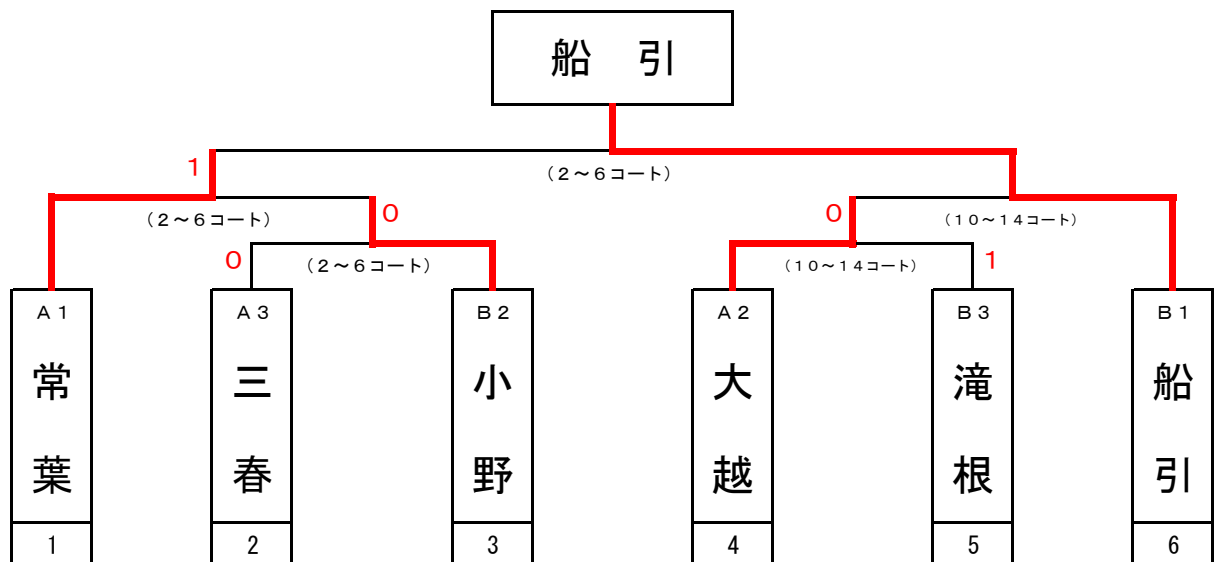 船 引
1
(2~6コート)
(2~6コート)
0
0
(10~14コート)
0
(2~6コート)
(10~14コート)
1
A1
A3
B2
A2
B3
B1
常葉
三春
小野
大越
滝根
船引
1
2
3
4
5
6